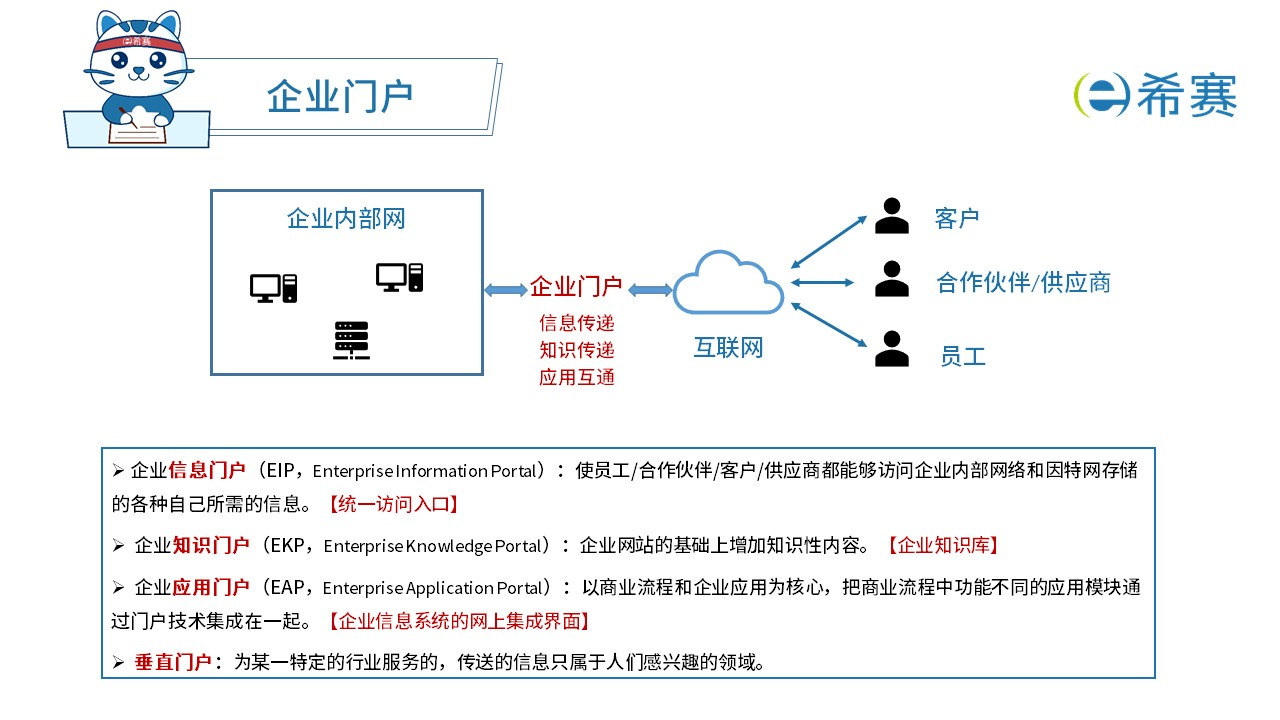 希赛
企业门户
希赛
企业内部网
企业门户
信息传递
知识传递
应用互通
互联网
客户
合作伙伴/供应商
员工
➢ 企业信息门户（EIP，Enterprise Information Portal）：使员工/合作伙伴/客户/供应商都能够访问企业内部网络和因特网存储
的各种自己所需的信息。【统一访问入口】
➢ 企业知识门户（EKP，Enterprise Knowledge Portal）：企业网站的基础上增加知识性内容。【企业知识库】
➢ 企业应用门户（EAP，Enterprise Application Portal）：以商业流程和企业应用为核心，把商业流程中功能不同的应用模块通
过门户技术集成在一起。【企业信息系统的网上集成界面】
➢ 垂直门户：为某一特定的行业服务的，传送的信息只属于人们感兴趣的领域。